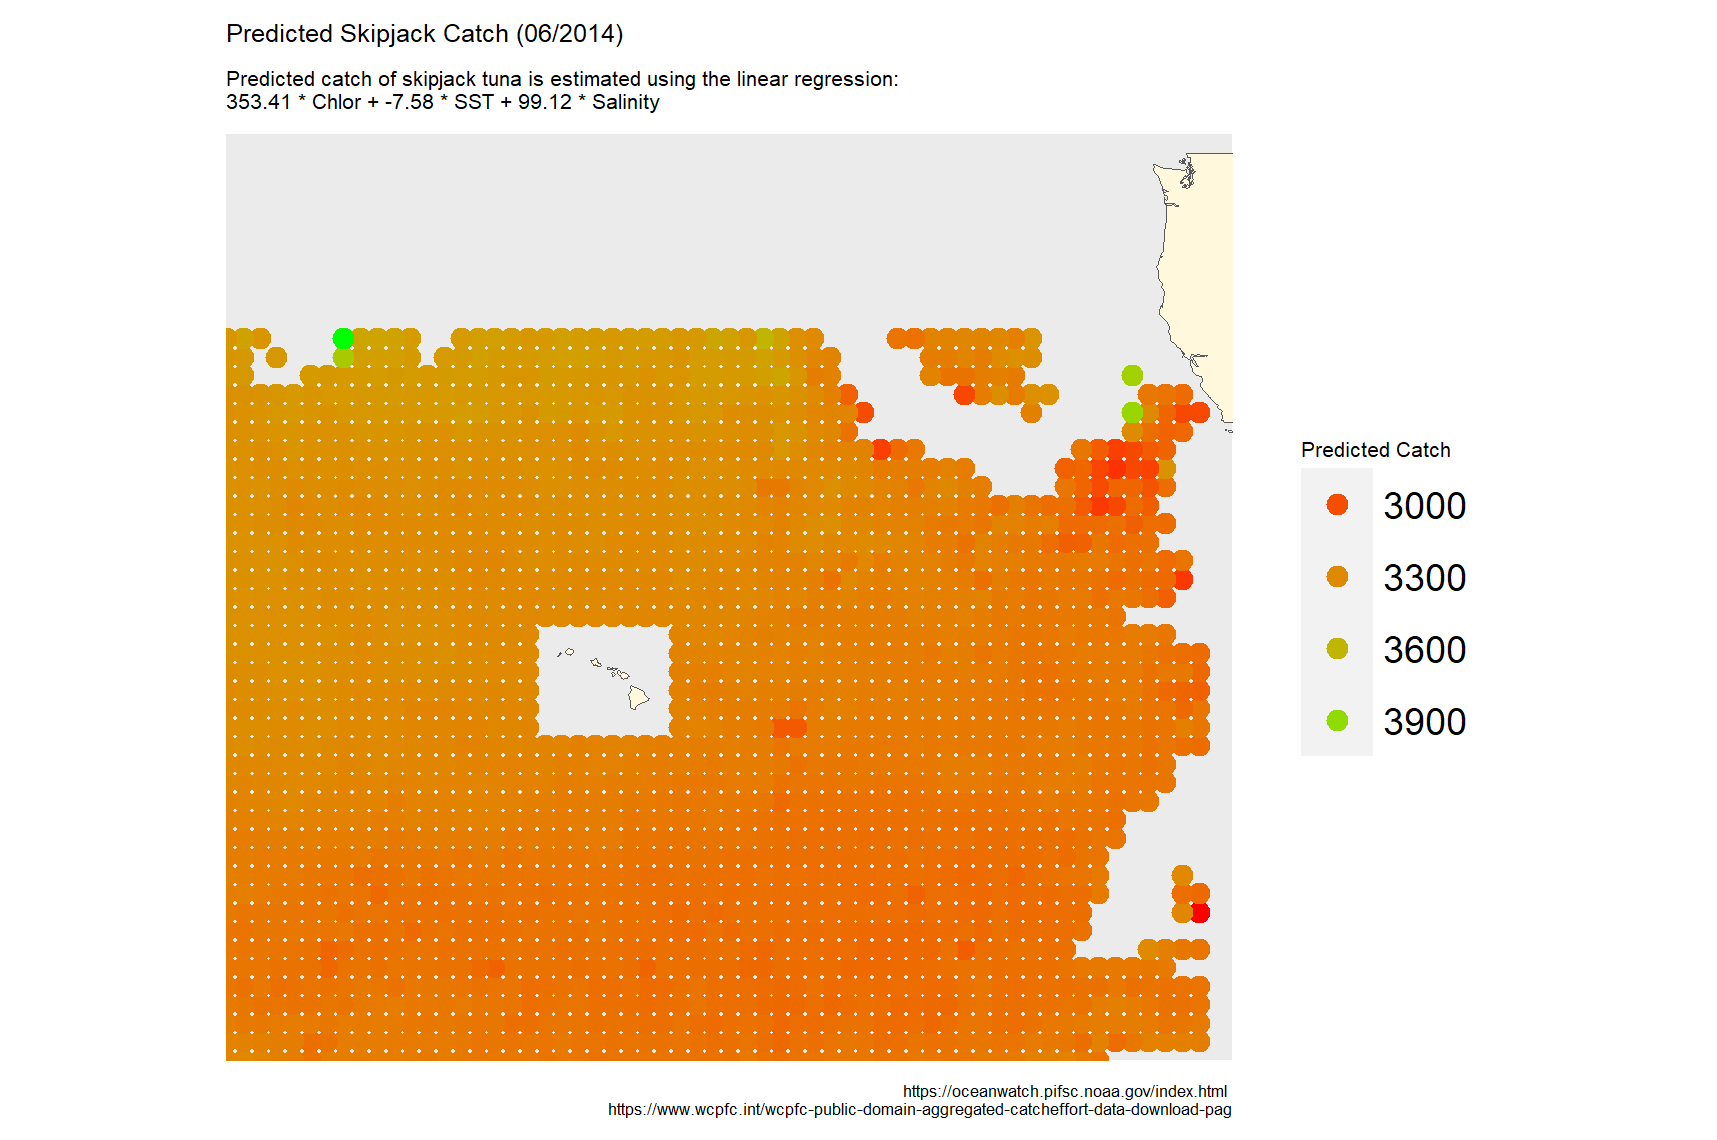 Predicted Skipjack Catch (06/2014)
Predicted catch of skipjack tuna is estimated using the linear regression:
353.41 * Chlor + -7.58 * SST + 99.12 * Salinity
Predicted Catch
3000
3300
3600
3900
https://oceanwatch.pifsc.noaa.gov/index.html
https://www.wcpfc.int/wcpfc-public-domain-aggregated-catcheffort-data-download-pag